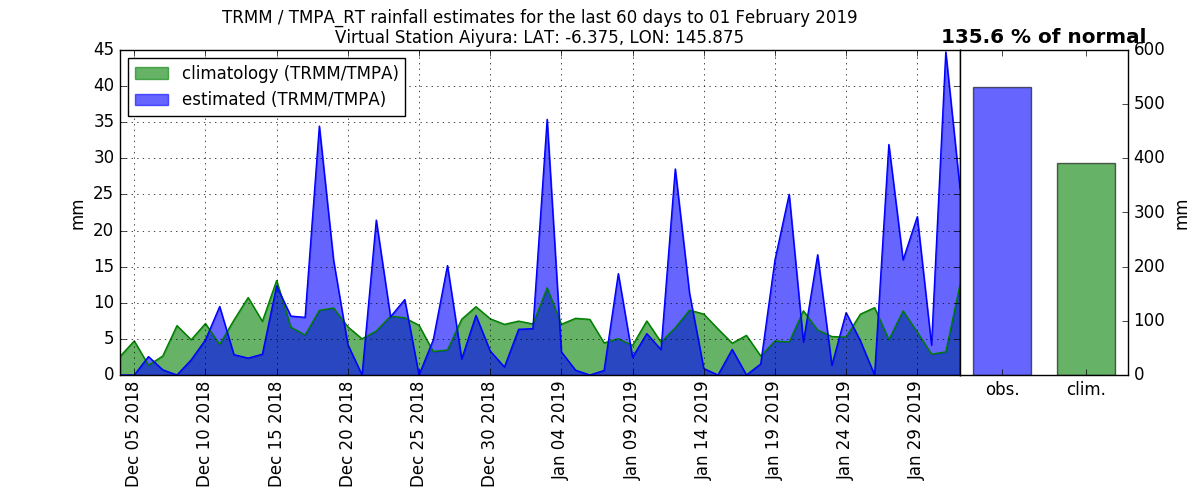 TRMM / TMPA_RT rainfall estimates for the last 60 days to 01 February 2019
Virtual Station Aiyura: LAT: -6.375, LON: 145.875
135.6 % of normal
climatology (TRMM/TMPA)
estimated (TRMM/TMPA)
mm
45
40
35
30
25
20
15
10
5
0
Dec 05 2018
Dec 10 2018
Dec 15 2018
Dec 20 2018
Dec 25 2018
Dec 30 2018
Jan 04 2019
Jan 09 2019
Jan 14 2019
Jan 19 2019
Jan 24 2019
Jan 29 2019
obs.
clim.
600
500
400
300
200
100
0
mm